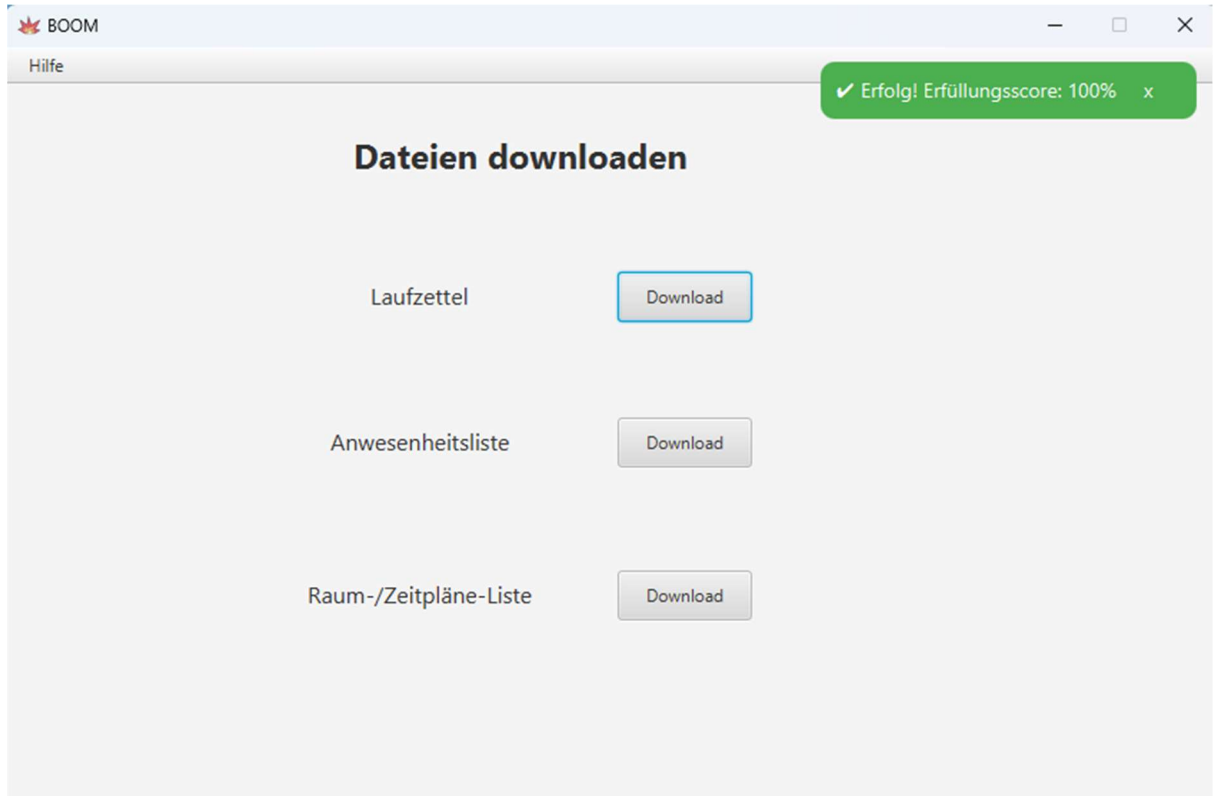 BOOM
Hilfe
✔ Erfolg! Erfüllungsscore: 100% x
Dateien downloaden
Laufzettel Download
Anwesenheitsliste Download
Raum-/Zeitpläne-Liste Download